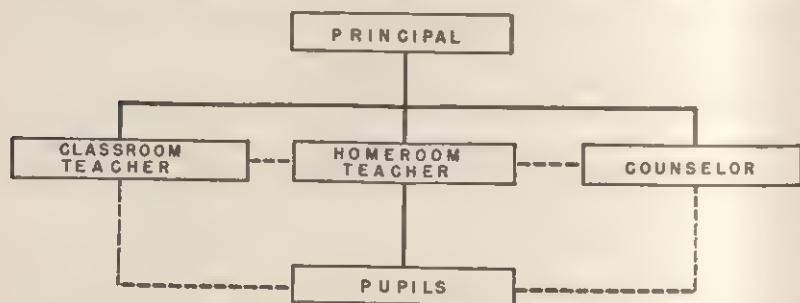 PRINCIPAL
CLASSROOM
TEACHER
HOMEROOM
TEACHER
COUNSELOR
PUPILS